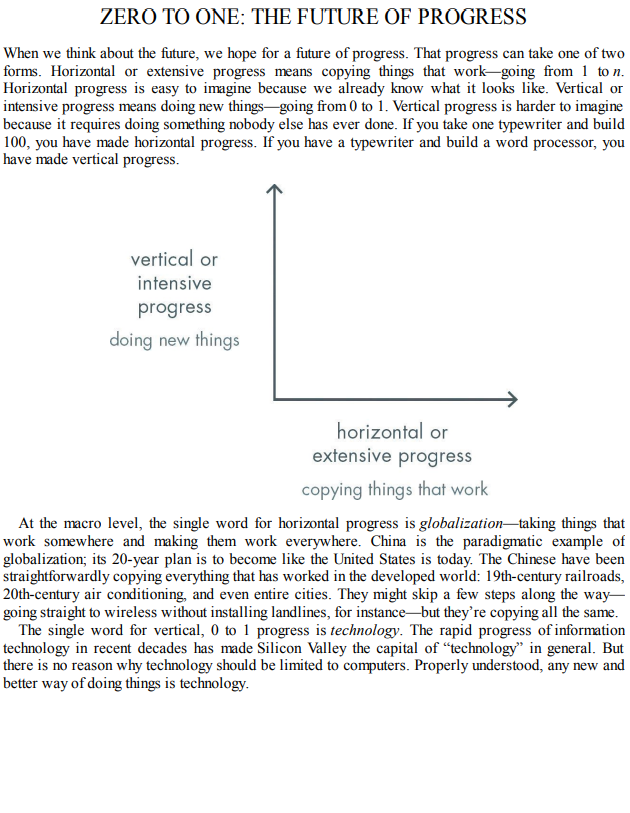 ZERO TO ONE: THE FUTURE OF PROGRESS
When we think about the future, we hope for a future of progress. That progress can take one of two
forms. Horizontal or extensive progress means copying things that work—going from 1 to n.
Horizontal progress is easy to imagine because we already know what it looks like. Vertical or
intensive progress means doing new things—going from 0 to 1. Vertical progress is harder to imagine
because it requires doing something nobody else has ever done. If you take one typewriter and build
100, you have made horizontal progress. If you have a typewriter and build a word processor, you
have made vertical progress.
vertical or
intensive
progress
doing new things
horizontal or
extensive progress
copying things that work
At the macro level, the single word for horizontal progress is globalization—taking things that
work somewhere and making them work everywhere. China is the paradigmatic example of
globalization; its 20-year plan is to become like the United States is today. The Chinese have been
straightforwardly copying everything that has worked in the developed world: 19th-century railroads,
20th-century air conditioning, and even entire cities. They might skip a few steps along the way—
going straight to wireless without installing landlines, for instance—but they’re copying all the same.
The single word for vertical, 0 to 1 progress is technology. The rapid progress of information
technology in recent decades has made Silicon Valley the capital of “technology” in general. But
there is no reason why technology should be limited to computers. Properly understood, any new and
better way of doing things is technology.